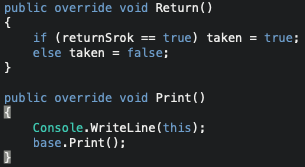 public override void Return()
{
    if (returnSrok == true) taken = true;
    else taken = false;
}

public override void Print()
{
    Console.WriteLine(this);
    base.Print();
}